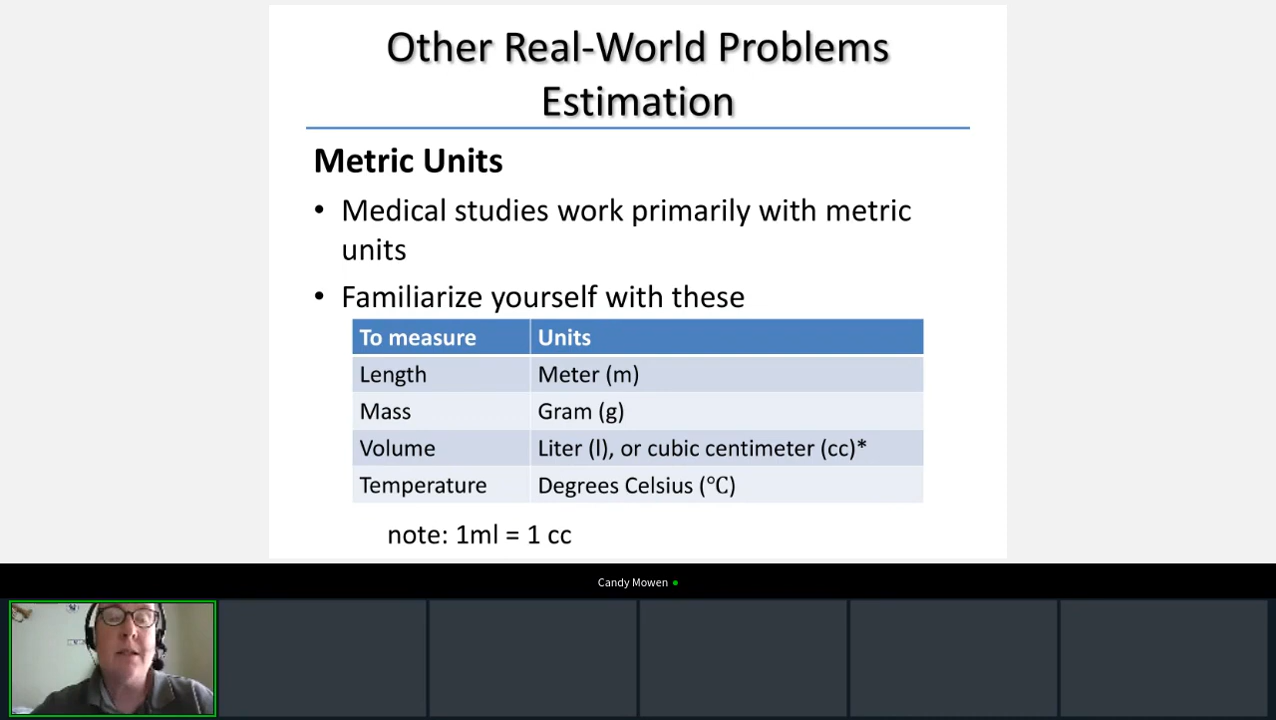 Other Real-World Problems
Estimation
Metric Units
• Medical studies work primarily with metric
units
• Familiarize yourself with these
To measure Units
Length Meter (m)
Mass Gram (g)
Volume Liter (l), or cubic centimeter (cc)*
Temperature Degrees Celsius (°C)
note: 1ml = 1 cc
Candy Mowen